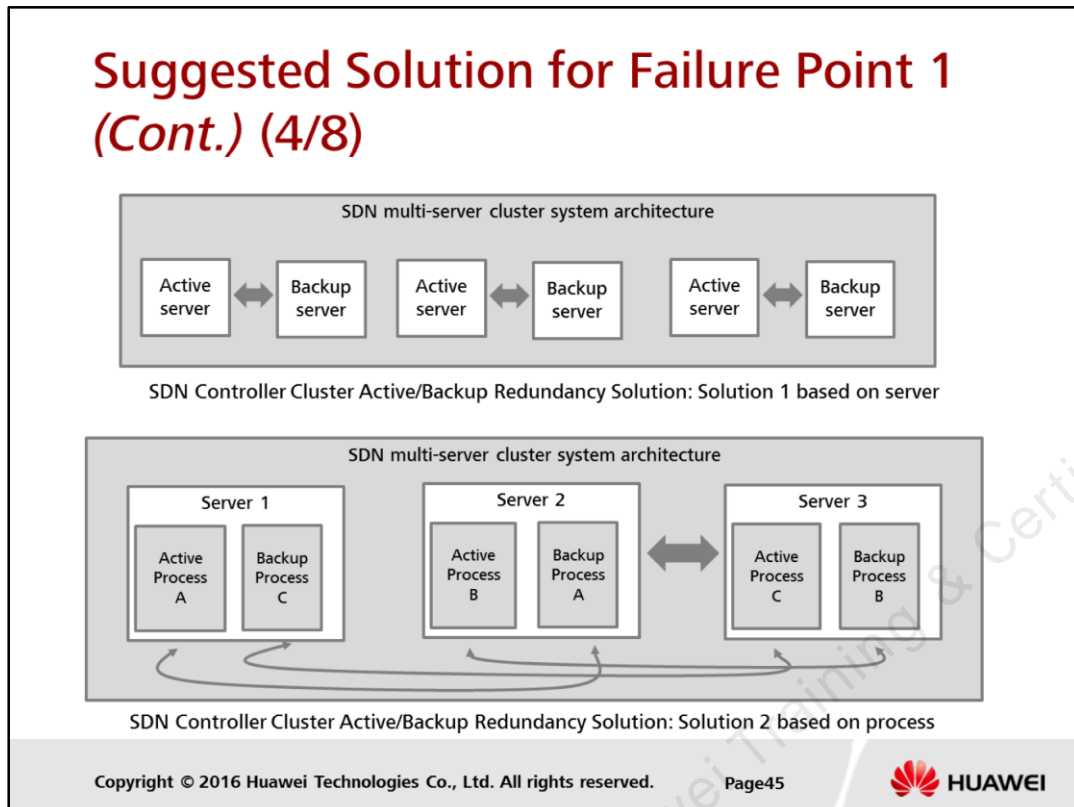 Suggested Solution for Failure Point 1
(Cont.) (4/8)
SDN multi-server cluster system architecture
Active
server
Backup
server
Active
server
Backup
server
Active
server
Backup
server
SDN Controller Cluster Active/Backup Redundancy Solution: Solution 1 based on server
SDN multi-server cluster system architecture
Server 1
Active
Process
A
Backup
Process
C
Server 2
Active
Process
B
Backup
Process
A
Server 3
Active
Process
C
Backup
Process
B
SDN Controller Cluster Active/Backup Redundancy Solution: Solution 2 based on process
Training &
Copyright © 2016 Huawei Technologies Co., Ltd. All rights reserved.
Page45
HUAWEI